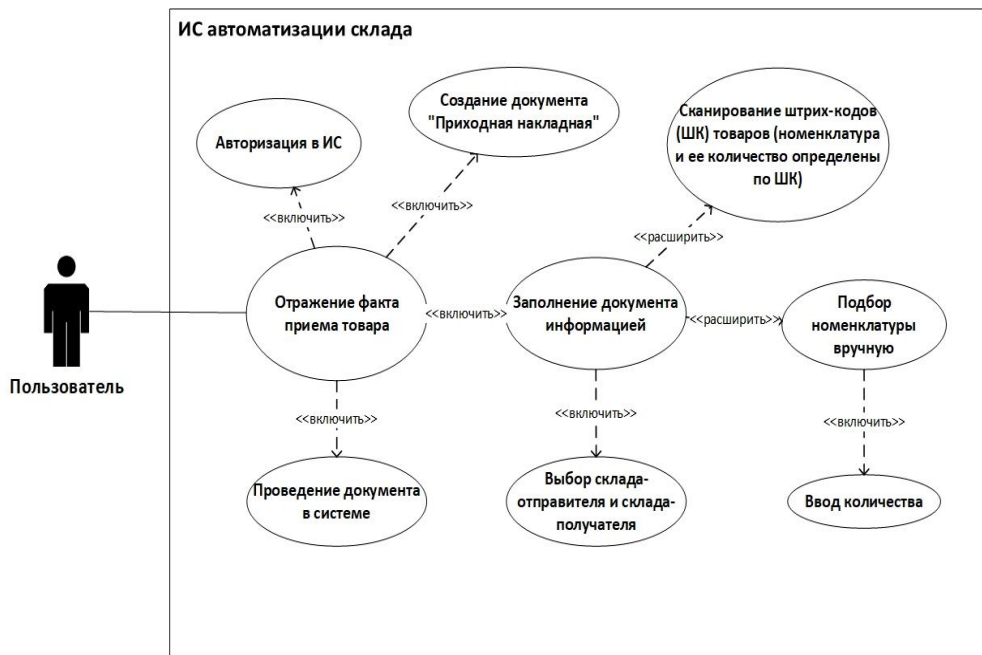 ИС автоматизации склада
Создание документа
"Приходная накладная"
Сканирование штрих-кодов
(ШК) товаров (номенклатура
и ее количество определены
по ШК)
Авторизация в ИС
<<включить>>
<<включить>>
<<расширить>>
Отражение факта
приема товара
<<включить>>
Заполнение документа
информацией
<<расширить>>
Подбор
номенклатуры
вручную
Пользователь
<<включить>>
<<включить>>
<<включить>>
Проведение документа
в системе
Выбор склада-
отправителя и склада-
получателя
Ввод количества